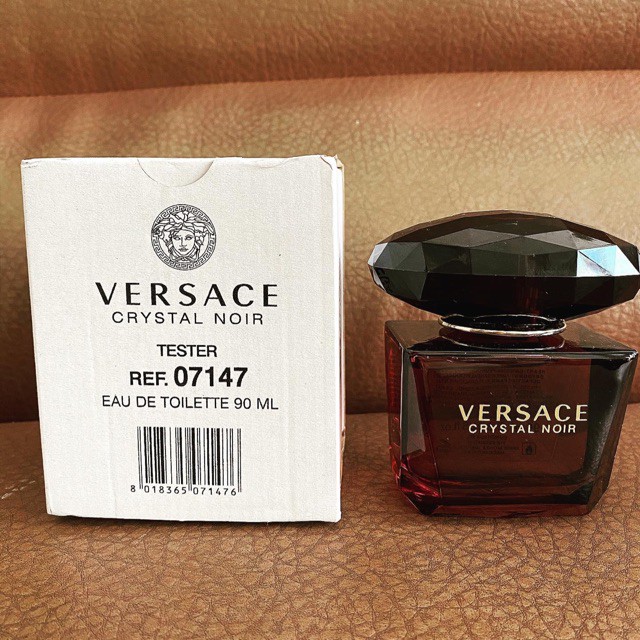 VERSACE
CRYSTAL NOIR
TESTER
REF. 07147
EAU DE TOILETTE 90 ML
8 018365 071476
VERSACE
CRYSTAL NOIR